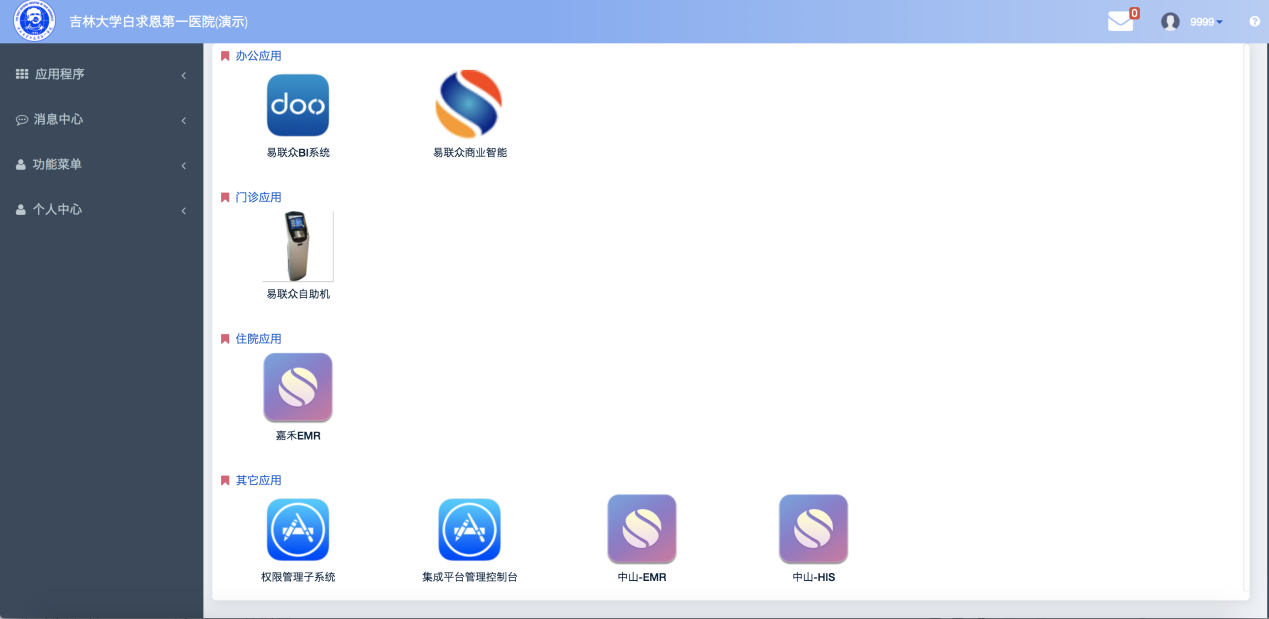 吉林大学白求恩第一医院(演示)
0
9999
应用程序
消息中心
功能菜单
个人中心
办公应用
doo
易联众BI系统
易联众商业智能
门诊应用
易联众自助机
住院应用
嘉禾EMR
其它应用
权限管理子系统
集成平台管理控制台
中山-EMR
中山-HIS